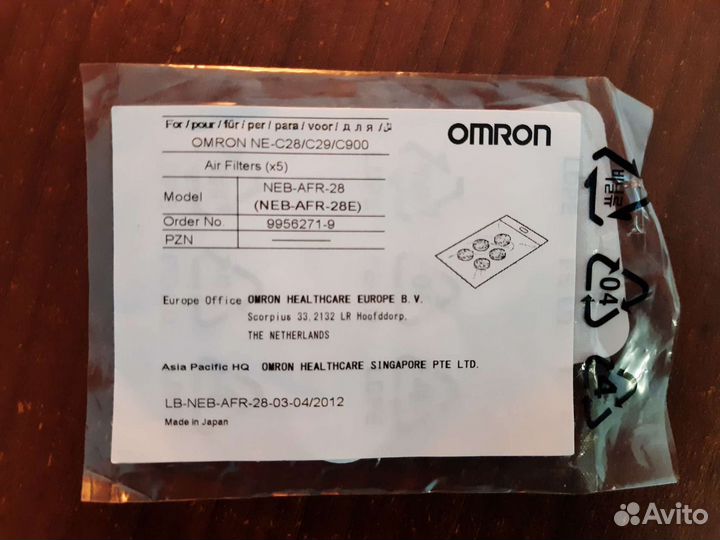 For/pour/für/per/para/voor/для/ل
OMRON
OMRON NE-C28/C29/C900
Air Filters (x5)
Model NEB-AFR-28
(NEB-AFR-28E)
Order No. 9956271-9
PZN
Europe Office OMRON HEALTHCARE EUROPE B.V.
Scorpius 33, 2132 LR Hoofddorp,
THE NETHERLANDS
Asia Pacific HQ OMRON HEALTHCARE SINGAPORE PTE LTD.
LB-NEB-AFR-28-03-04/2012
Made in Japan
비닐류
04
4
Avito